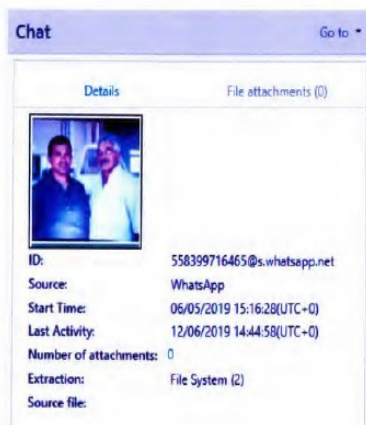 Chat Go to
Details File attachments (0)
ID: 558399716465@s.whatsapp.net
Source: WhatsApp
Start Time: 06/05/2019 15:16:28(UTC+0)
Last Activity: 12/06/2019 14:44:58(UTC+0)
Number of attachments: 0
Extraction: File System (2)
Source file: